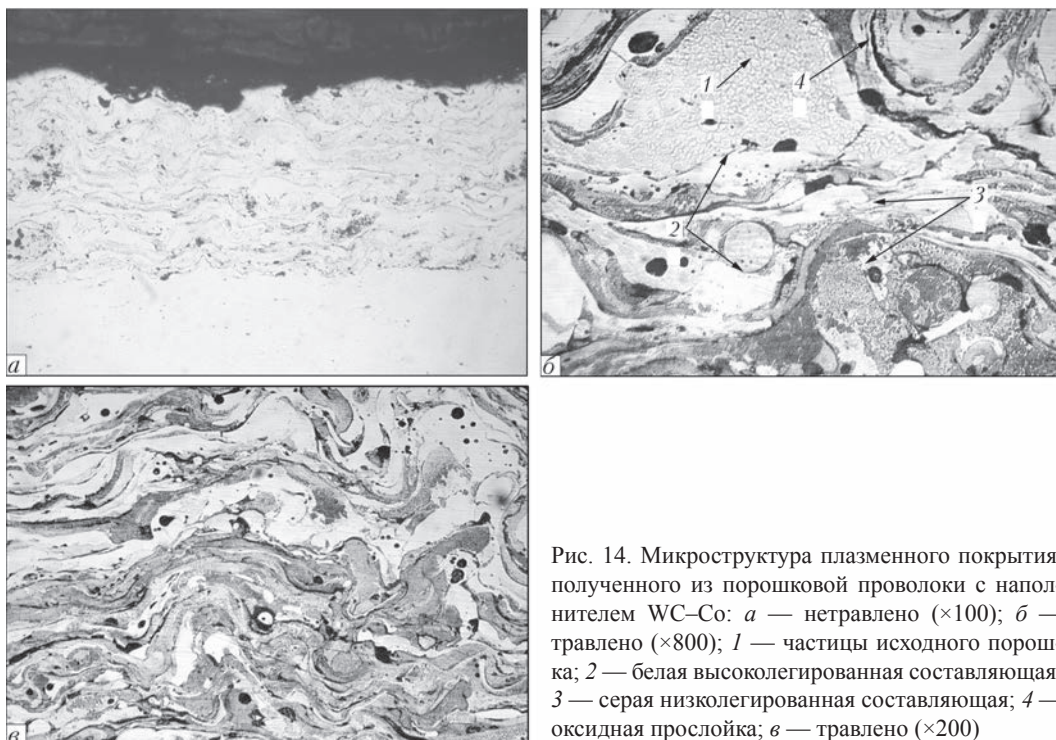 1
4
2
3
а
б
в
Рис. 14. Микроструктура плазменного покрытия
полученного из порошковой проволоки с напол-
нителем WC–Co: а — нетравлено (×100); б —
травлено (×800); 1 — частицы исходного порош-
ка; 2 — белая высоколегированная составляющая
3 — серая низколегированная составляющая; 4 —
оксидная прослойка; в — травлено (×200)